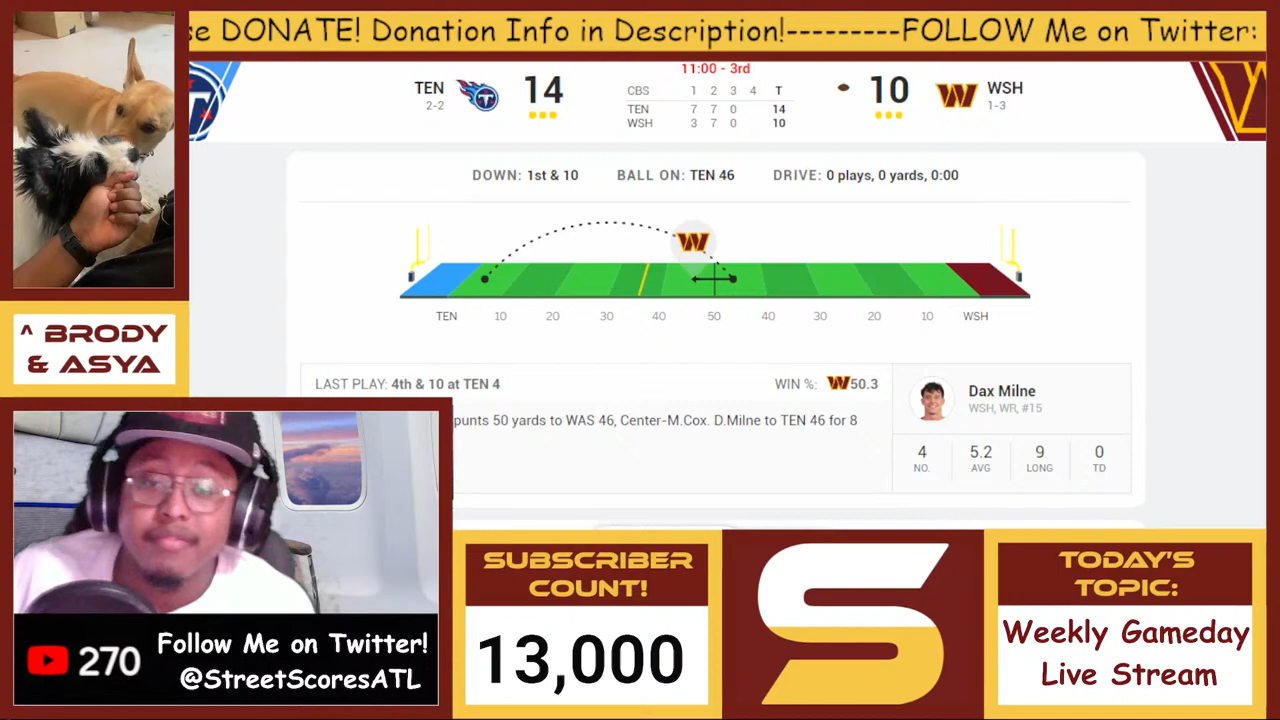 se DONATE! Donation Info in Description!---------FOLLOW Me on Twitter:
11:00 - 3rd
TEN 14 10 WSH
2-2 1-3
CBS 1 2 3 4 T
TEN 7 7 0 14
WSH 3 7 0 10
DOWN: 1st & 10 BALL ON: TEN 46 DRIVE: 0 plays, 0 yards, 0:00
W
TEN 10 20 30 40 50 40 30 20 10 WSH
^ BRODY
& ASYA
LAST PLAY: 4th & 10 at TEN 4 WIN %: W 50.3
punts 50 yards to WAS 46, Center-M.Cox. D.Milne to TEN 46 for 8
Dax Milne
WSH, WR, #15
4 5.2 9 0
NO. AVG LONG TD
270 Follow Me on Twitter!
@StreetScoresATL
SUBSCRIBER
COUNT!
13,000
S
TODAY'S
TOPIC:
Weekly Gameday
Live Stream